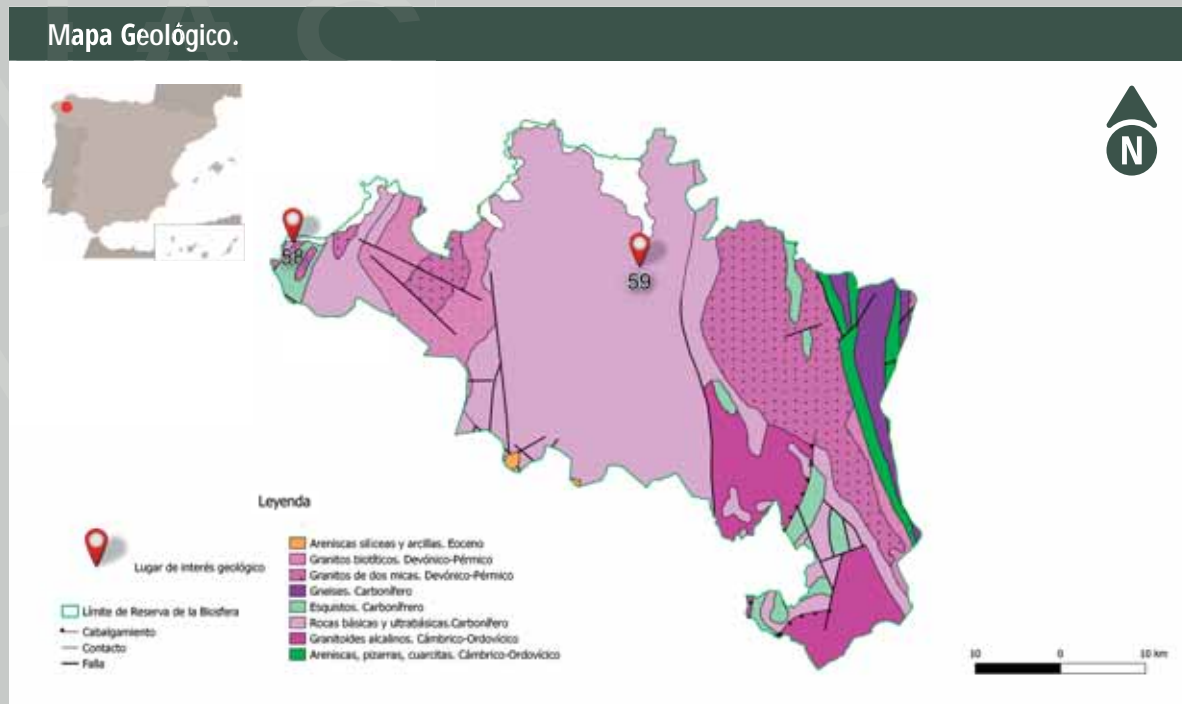 Mapa Geológico.
N
58
59
Leyenda
Lugar de interés geológico
Límite de Reserva de la Biosfera
Cabalgamiento
Contacto
Falla
Areniscas silíceas y arcillas. Eoceno
Granitos biotíticos. Devónico-Pérmico
Granitos de dos micas. Devónico-Pérmico
Gneises. Carbonífero
Esquistos. Carbonífrero
Rocas básicas y ultrabásicas.Carbonífero
Granitoides alcalinos. Cámbrico-Ordovícico
Areniscas, pizarras, cuarcitas. Cámbrico-Ordovícico
10 0 10 km